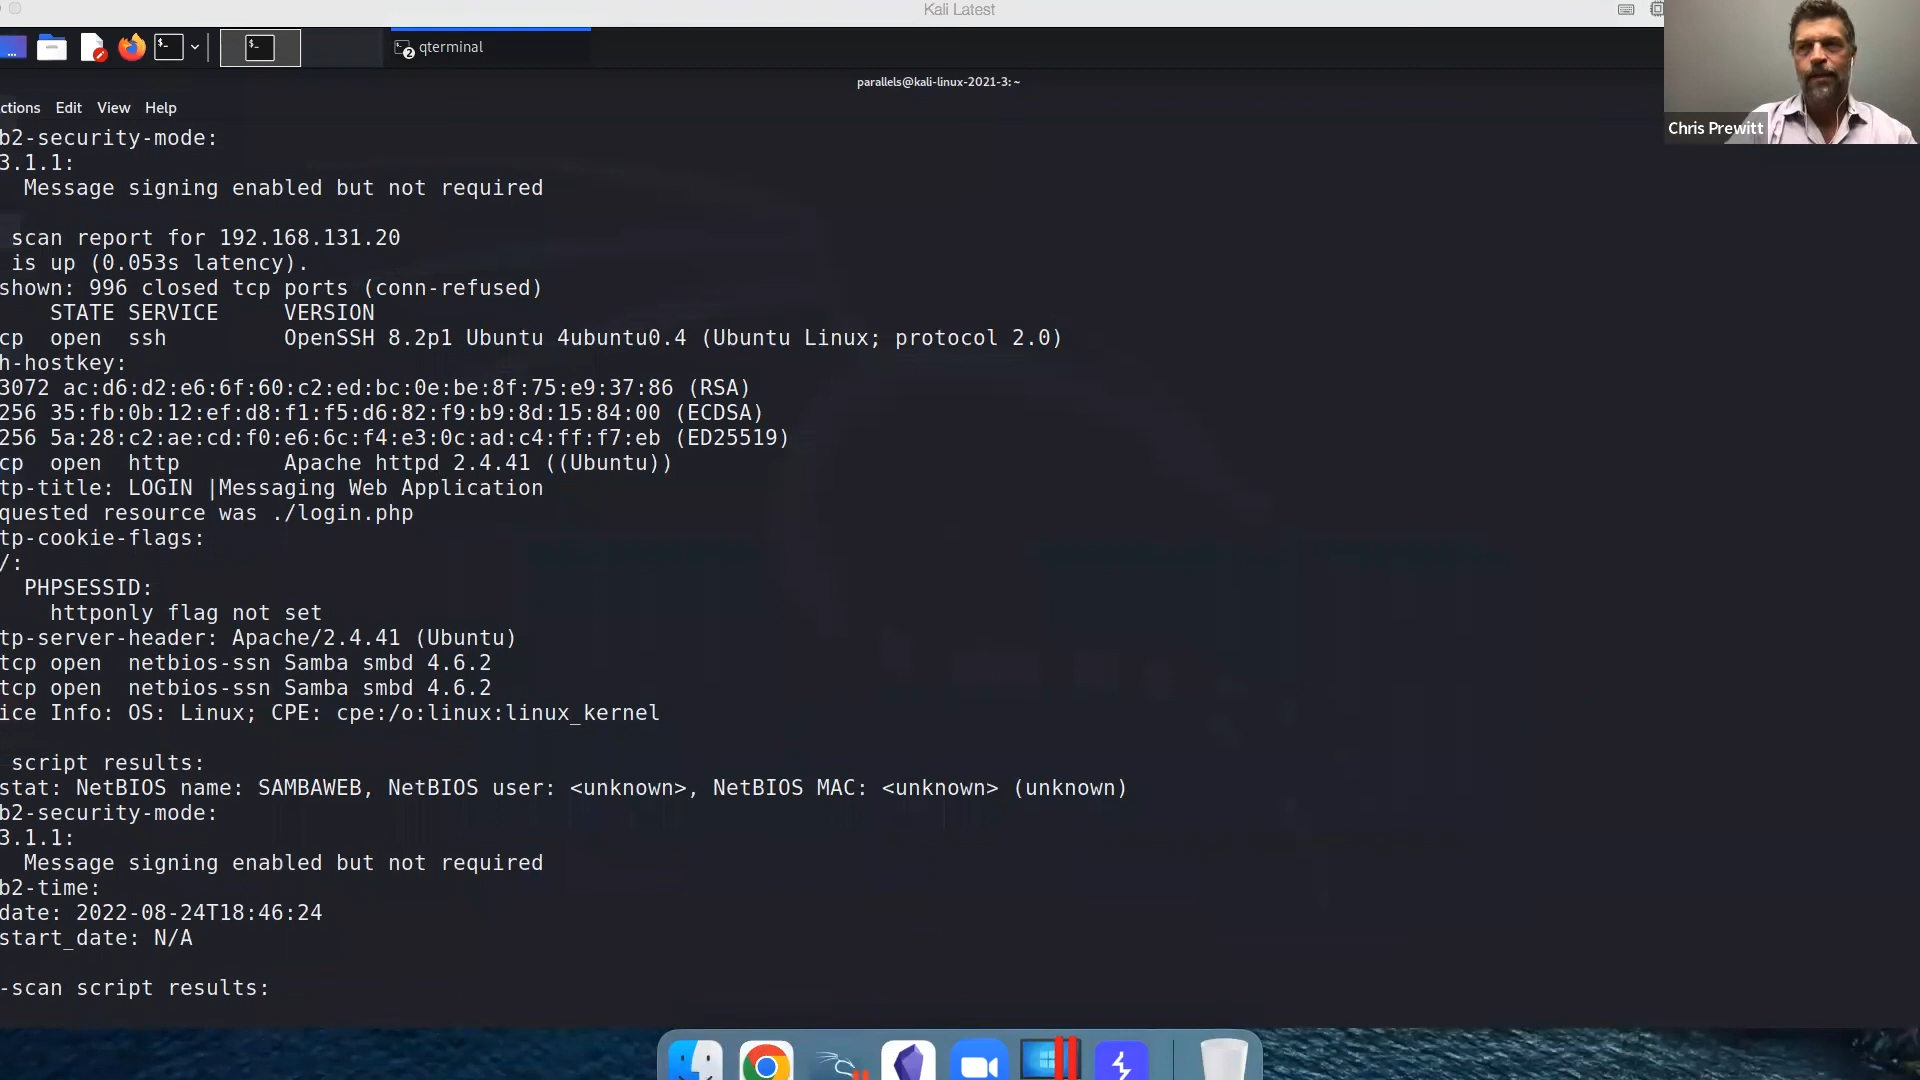 Kali Latest
qterminal
parallels@kali-linux-2021-3: ~
ctions Edit View Help
Chris Prewitt
b2-security-mode:
3.1.1:
Message signing enabled but not required
scan report for 192.168.131.20
is up (0.053s latency).
shown: 996 closed tcp ports (conn-refused)
STATE SERVICE VERSION
cp open ssh OpenSSH 8.2p1 Ubuntu 4ubuntu0.4 (Ubuntu Linux; protocol 2.0)
h-hostkey:
3072 ac:d6:d2:e6:6f:60:c2:ed:bc:0e:be:8f:75:e9:37:86 (RSA)
256 35:fb:0b:12:ef:d8:f1:f5:d6:82:f9:b9:8d:15:84:00 (ECDSA)
256 5a:28:c2:ae:cd:f0:e6:6c:f4:e3:0c:ad:c4:ff:f7:eb (ED25519)
cp open http Apache httpd 2.4.41 ((Ubuntu))
tp-title: LOGIN |Messaging Web Application
quested resource was ./login.php
tp-cookie-flags:
/:
PHPSESSID:
httponly flag not set
tp-server-header: Apache/2.4.41 (Ubuntu)
tcp open netbios-ssn Samba smbd 4.6.2
tcp open netbios-ssn Samba smbd 4.6.2
ice Info: OS: Linux; CPE: cpe:/o:linux:linux_kernel
script results:
stat: NetBIOS name: SAMBAWEB, NetBIOS user: <unknown>, NetBIOS MAC: <unknown> (unknown)
b2-security-mode:
3.1.1:
Message signing enabled but not required
b2-time:
date: 2022-08-24T18:46:24
start_date: N/A
-scan script results: